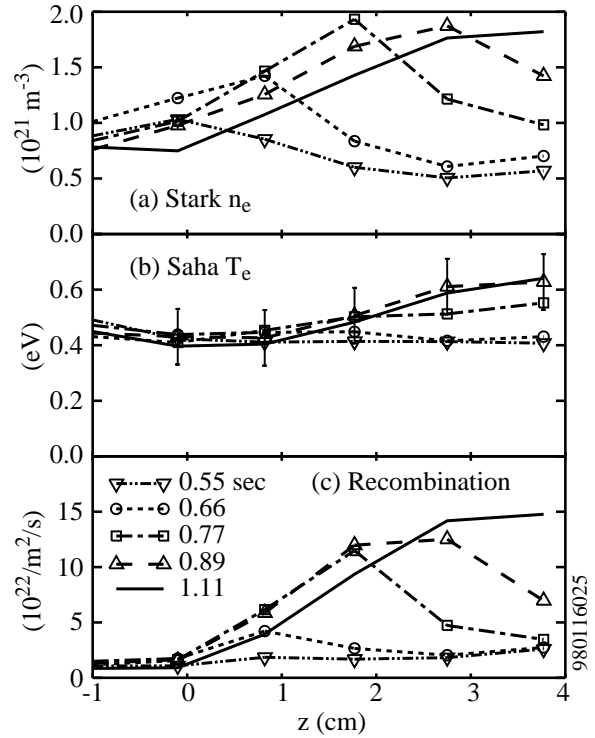 2.0
1.5
1.0
0.5
0.0
(10²¹ m⁻³)
(a) Stark nₑ
(b) Saha Tₑ
0.6
0.4
0.2
0.0
(eV)
(c) Recombination
0.55 sec
0.66
0.77
0.89
1.11
15
10
5
0
(10²²/m²/s)
-1 0 1 2 3 4
z (cm)
980116025